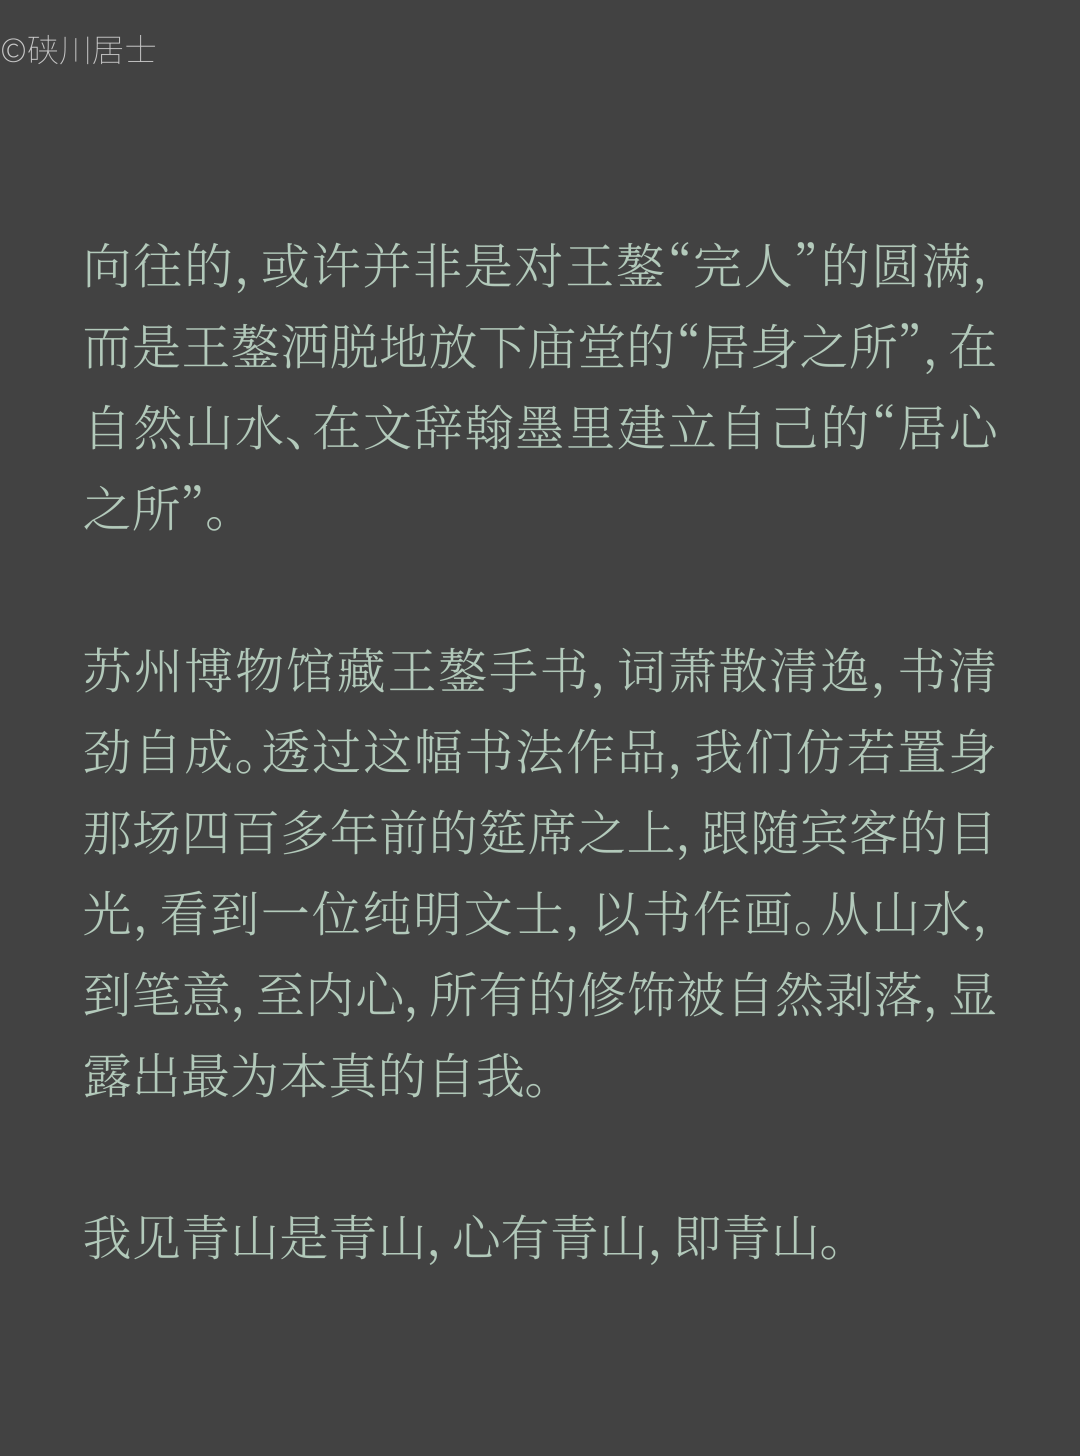 ©硖川居士
向往的，或许并非是对王鏊“完人”的圆满，
而是王鏊洒脱地放下庙堂的“居身之所”，在
自然山水、在文辞翰墨里建立自己的“居心
之所”。
苏州博物馆藏王鏊手书，词萧散清逸，书清
劲自成。透过这幅书法作品，我们仿若置身
那场四百多年前的筵席之上，跟随宾客的目
光，看到一位纯明文士，以书作画。从山水，
到笔意，至内心，所有的修饰被自然剥落，显
露出最为本真的自我。
我见青山是青山，心有青山，即青山。